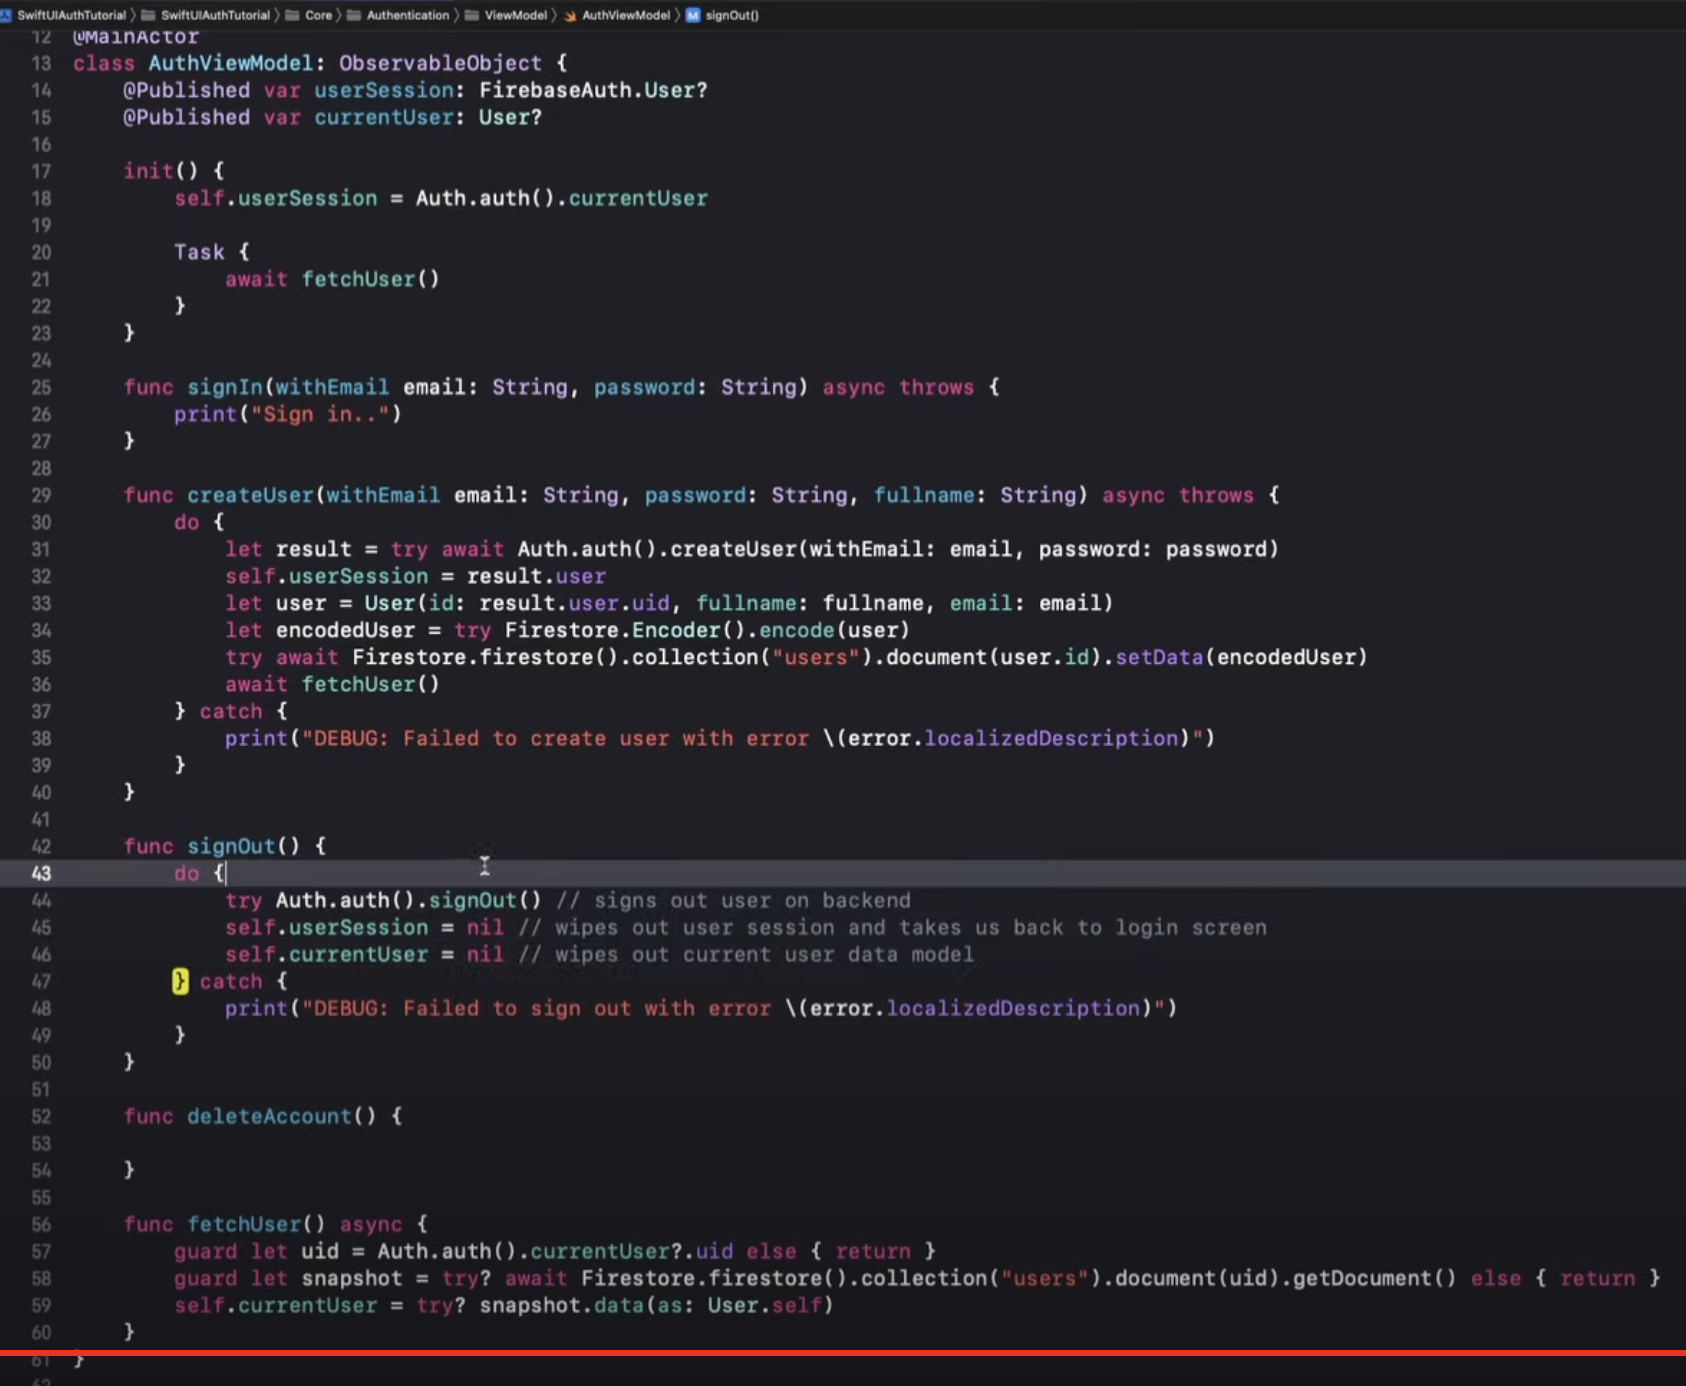 SwiftUIAuthTutorial 〉 SwiftUIAuthTutorial 〉 Core 〉 Authentication 〉 ViewModel 〉 AuthViewModel 〉 M signOut()
12 @MainActor
13 class AuthViewModel: ObservableObject {
14     @Published var userSession: FirebaseAuth.User?
15     @Published var currentUser: User?
16
17     init() {
18         self.userSession = Auth.auth().currentUser
19
20         Task {
21             await fetchUser()
22         }
23     }
24
25     func signIn(withEmail email: String, password: String) async throws {
26         print("Sign in..")
27     }
28
29     func createUser(withEmail email: String, password: String, fullname: String) async throws {
30         do {
31             let result = try await Auth.auth().createUser(withEmail: email, password: password)
32             self.userSession = result.user
33             let user = User(id: result.user.uid, fullname: fullname, email: email)
34             let encodedUser = try Firestore.Encoder().encode(user)
35             try await Firestore.firestore().collection("users").document(user.id).setData(encodedUser)
36             await fetchUser()
37         } catch {
38             print("DEBUG: Failed to create user with error \(error.localizedDescription)")
39         }
40     }
41
42     func signOut() {
43         do {
44             try Auth.auth().signOut() // signs out user on backend
45             self.userSession = nil // wipes out user session and takes us back to login screen
46             self.currentUser = nil // wipes out current user data model
47         } catch {
48             print("DEBUG: Failed to sign out with error \(error.localizedDescription)")
49         }
50     }
51
52     func deleteAccount() {
53
54     }
55
56     func fetchUser() async {
57         guard let uid = Auth.auth().currentUser?.uid else { return }
58         guard let snapshot = try? await Firestore.firestore().collection("users").document(uid).getDocument() else { return }
59         self.currentUser = try? snapshot.data(as: User.self)
60     }
61 }
62